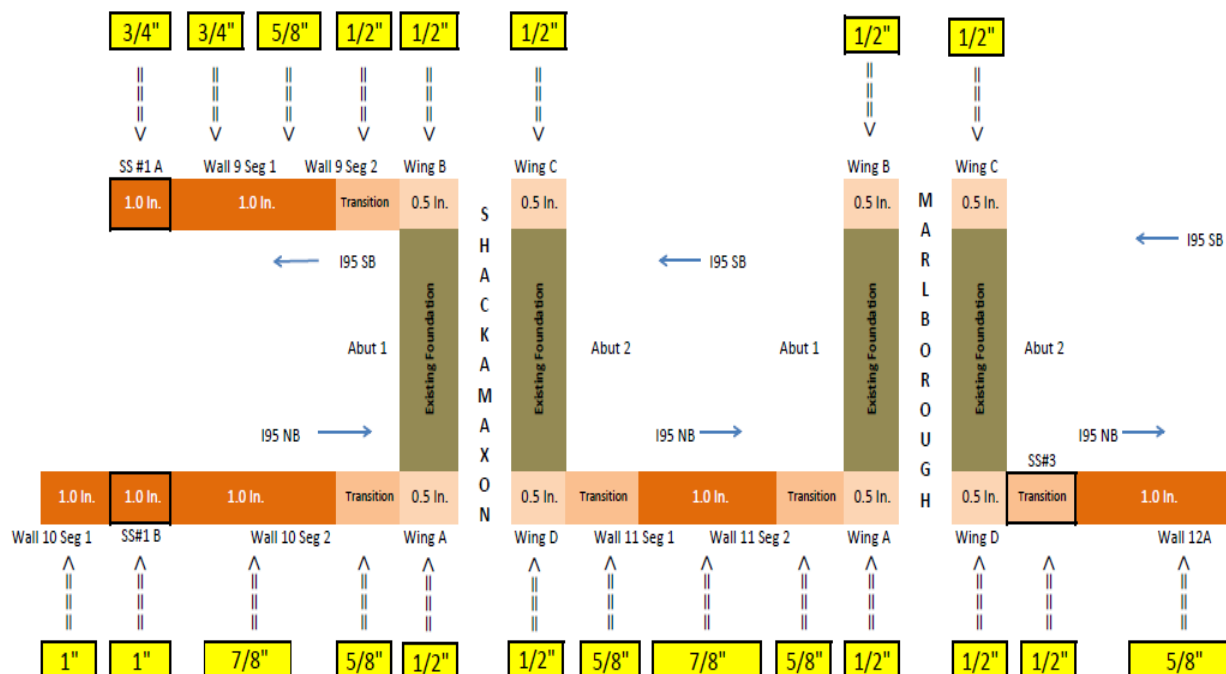 3/4" 3/4" 5/8" 1/2" 1/2" 1/2" 1/2" 1/2"
SS #1 A Wall 9 Seg 1 Wall 9 Seg 2 Wing B Wing C Wing B Wing C
1.0 In. 1.0 In. Transition 0.5 In. 0.5 In. 0.5 In. 0.5 In.
SHACKAMAXON
MARLBOROUGH
I95 SB I95 SB I95 SB
Existing Foundation Existing Foundation Existing Foundation Existing Foundation
Abut 1 Abut 2 Abut 1 Abut 2
I95 NB I95 NB I95 NB
SS#3
1.0 In. 1.0 In. 1.0 In. Transition 0.5 In. 0.5 In. Transition 1.0 In. Transition 0.5 In. 0.5 In. Transition 1.0 In.
Wall 10 Seg 1 SS#1 B Wall 10 Seg 2 Wing A Wing D Wall 11 Seg 1 Wall 11 Seg 2 Wing A Wing D Wall 12A
1" 1" 7/8" 5/8" 1/2" 1/2" 5/8" 7/8" 5/8" 1/2" 1/2" 1/2" 5/8"